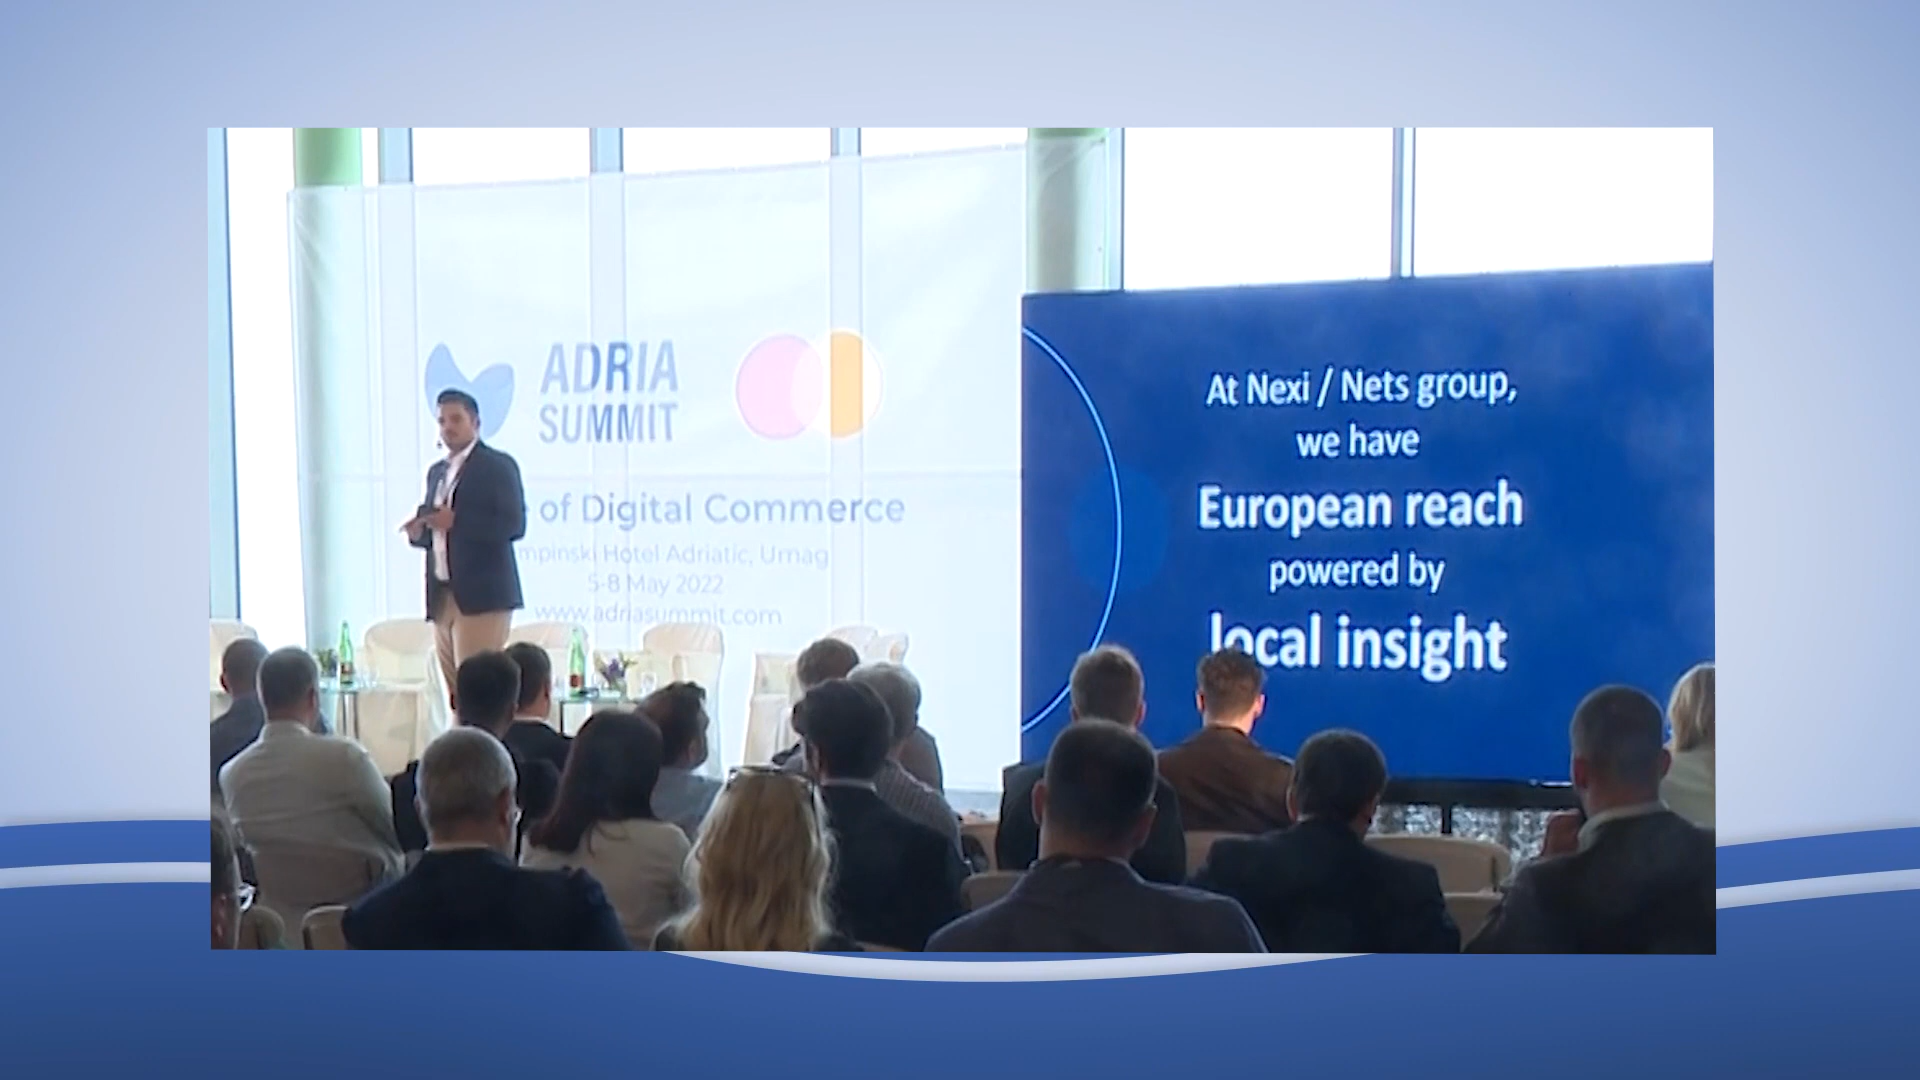 ADRIA
SUMMIT
of Digital Commerce
Hotel Adriatic, Umag
5-8 May 2022
www.adriasummit.com
At Nexi / Nets group,
we have
European reach
powered by
local insight